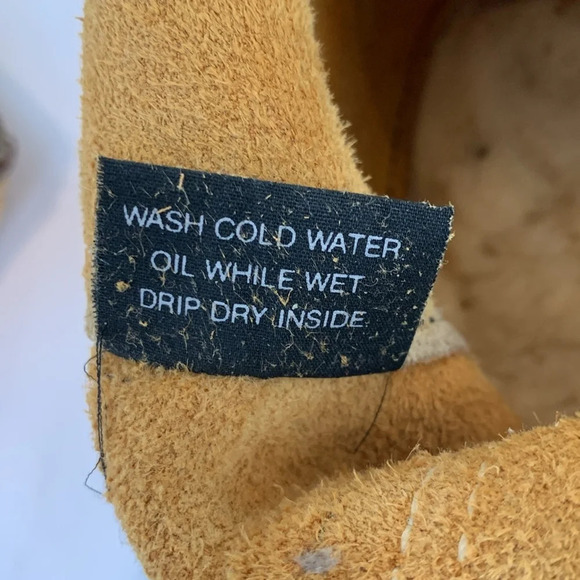 WASH COLD WATER
OIL WHILE WET
DRIP DRY INSIDE